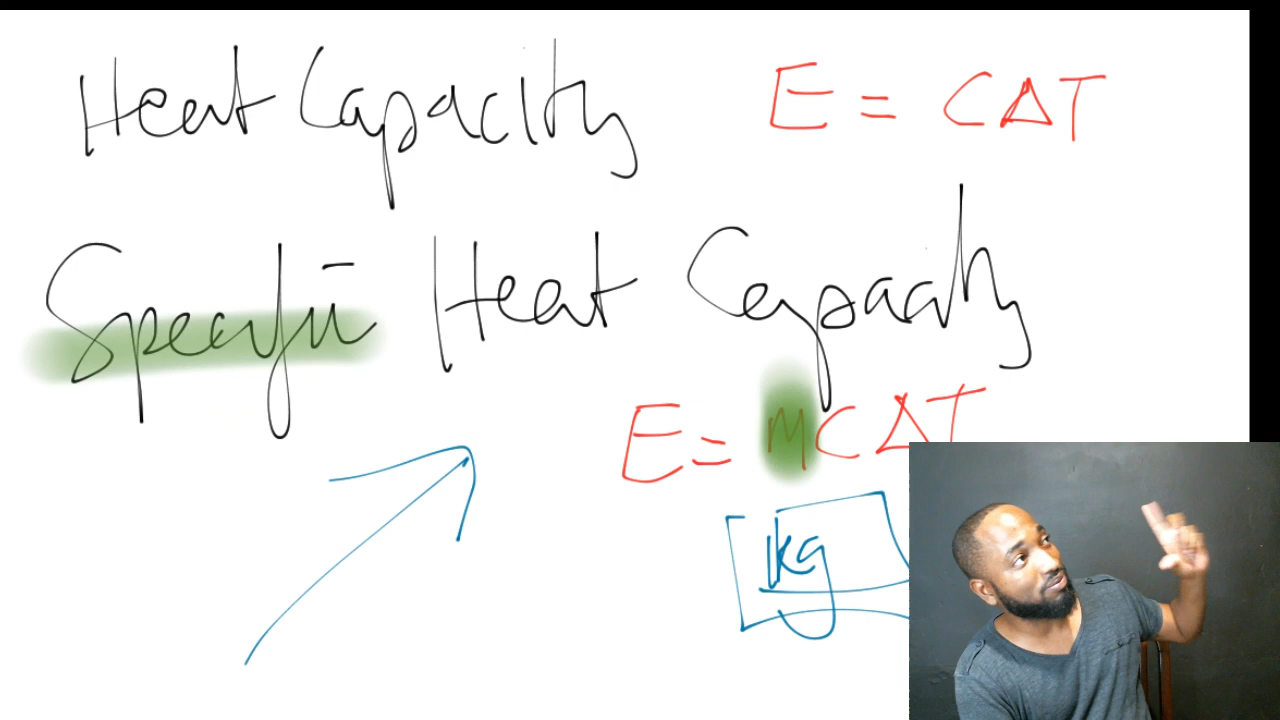 Heat Capacity
E = CΔT
Specific Heat Capacity
E = MCΔT
1kg